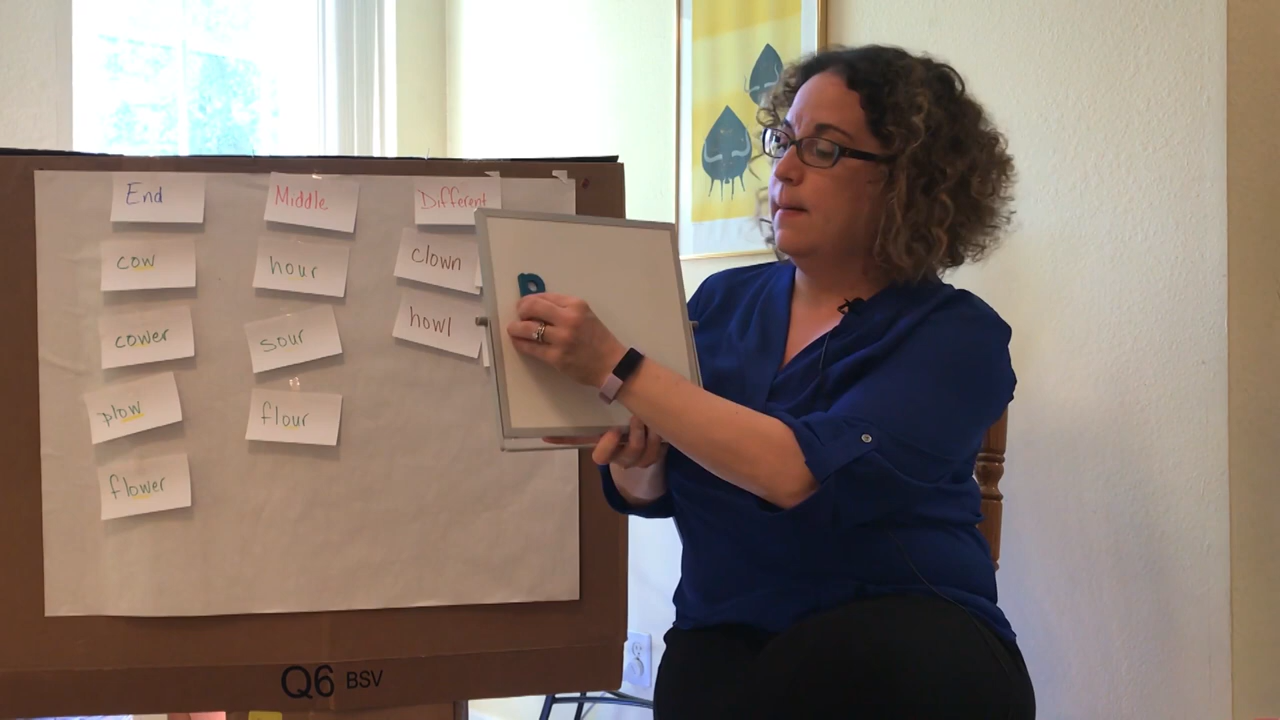 End
cow
cower
plow
flower
Middle
hour
sour
flour
Different
clown
howl
p
Q6 BSV